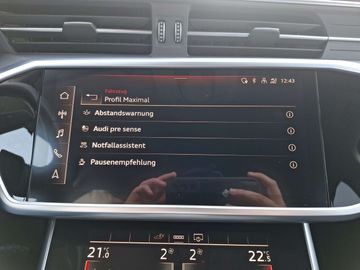 12:43
Fahrzeug
Profil Maximal
Abstandswarnung
Audi pre sense
Notfallassistent
Pausenempfehlung
21.0 2 2 22.5